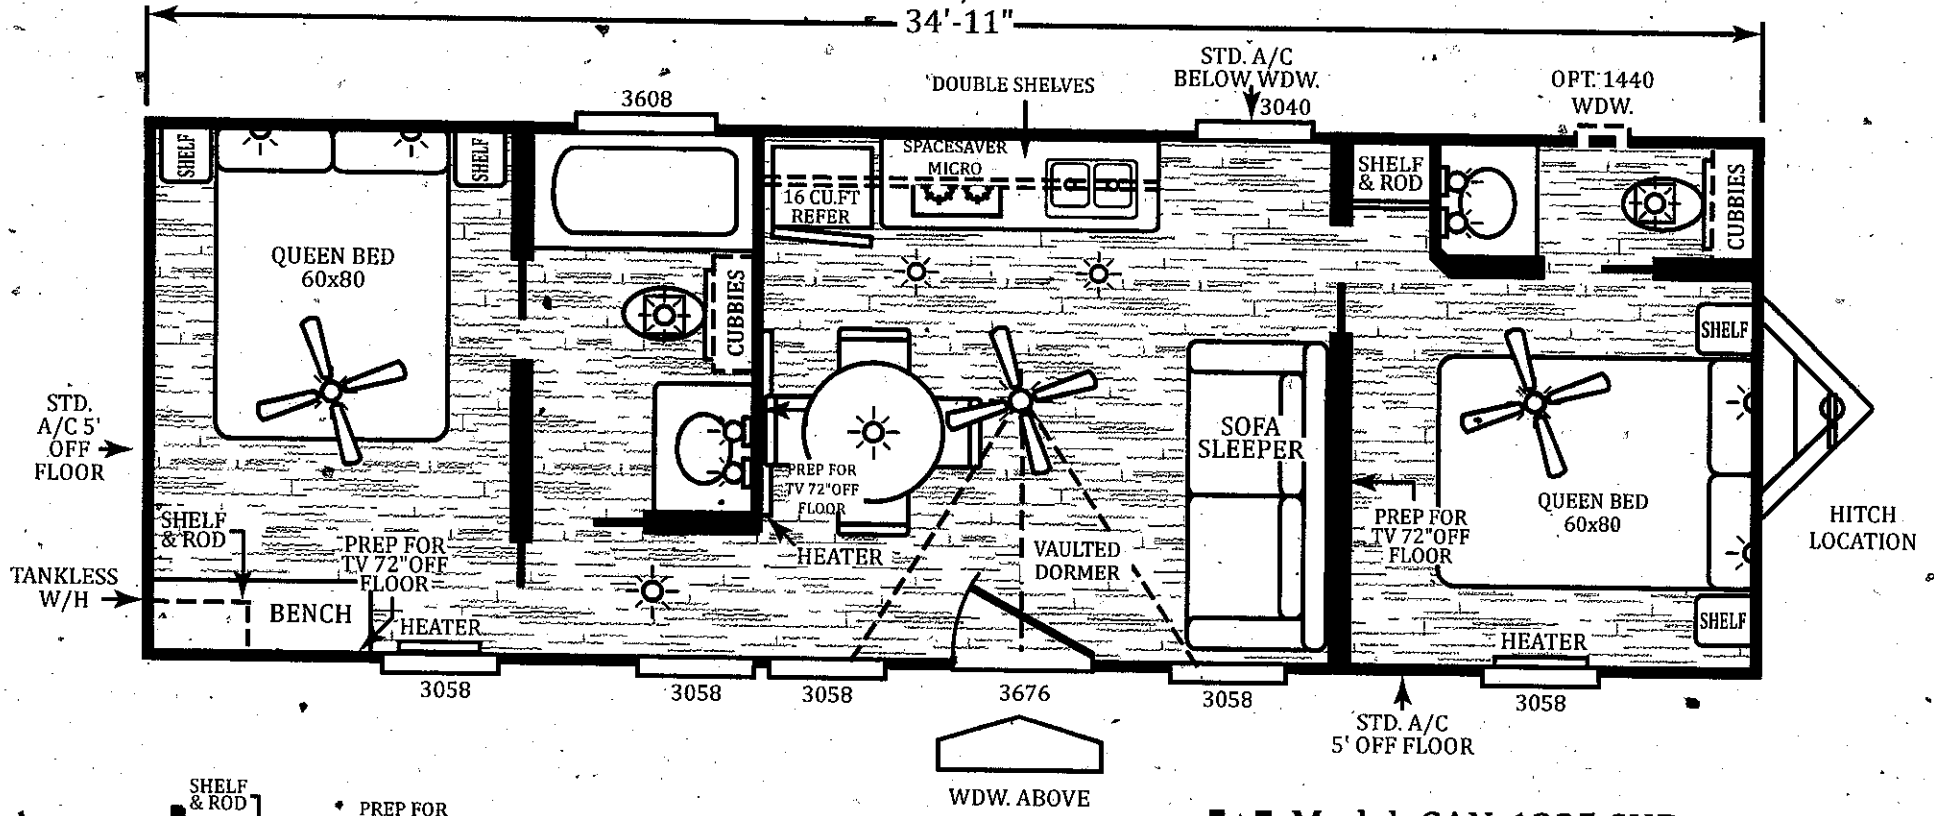 34'-11"
STD. A/C
BELOW WDW.
3040
DOUBLE SHELVES
OPT. 1440
WDW.
3608
SHELF
SHELF
SPACESAVER
MICRO
16 CU.FT
REFER
SHELF
& ROD
CUBBIES
QUEEN BED
60x80
CUBBIES
SHELF
STD.
A/C 5'
OFF
FLOOR
SOFA
SLEEPER
PREP FOR
TV 72"OFF
FLOOR
QUEEN BED
60x80
PREP FOR
TV 72"OFF
FLOOR
HITCH
LOCATION
SHELF
& ROD
PREP FOR
TV 72"OFF
FLOOR
HEATER
VAULTED
DORMER
TANKLESS
W/H
BENCH
HEATER
SHELF
HEATER
3058
3058
3058
3676
3058
3058
STD. A/C
5' OFF FLOOR
WDW. ABOVE
SHELF
& ROD
PREP FOR